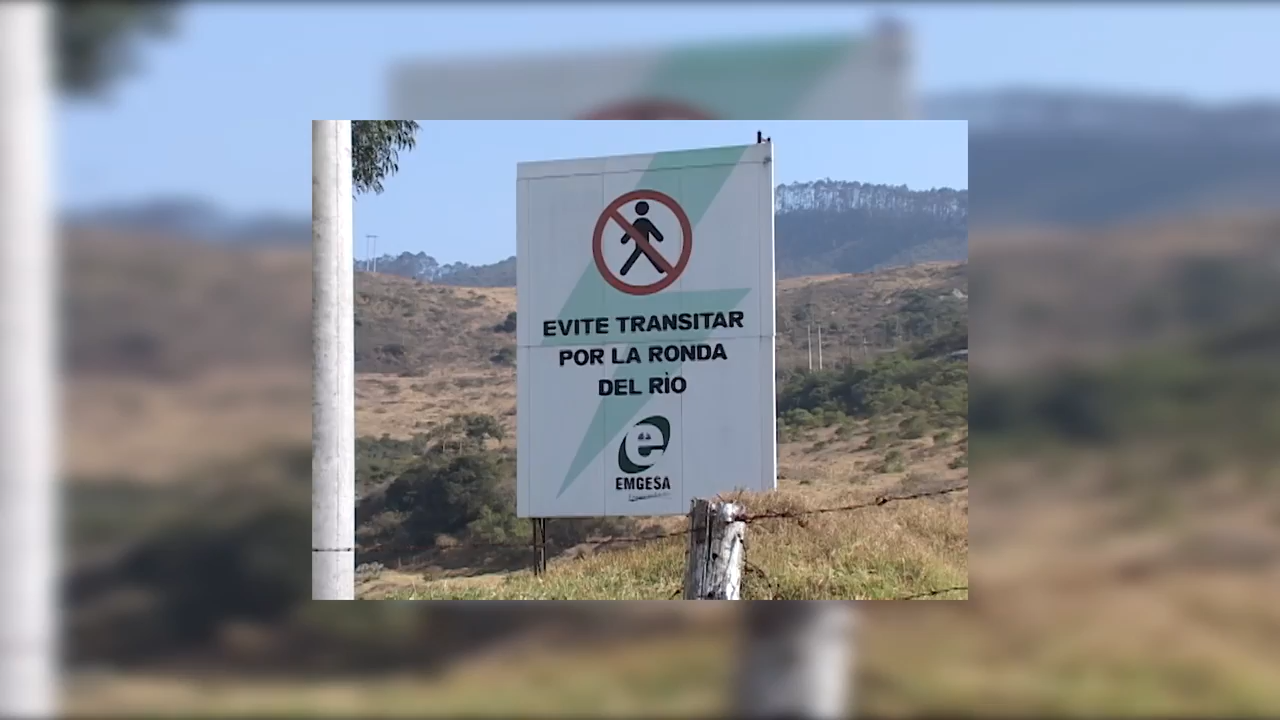 EVITE TRANSITAR
POR LA RONDA
DEL RÍO
e
EMGESA